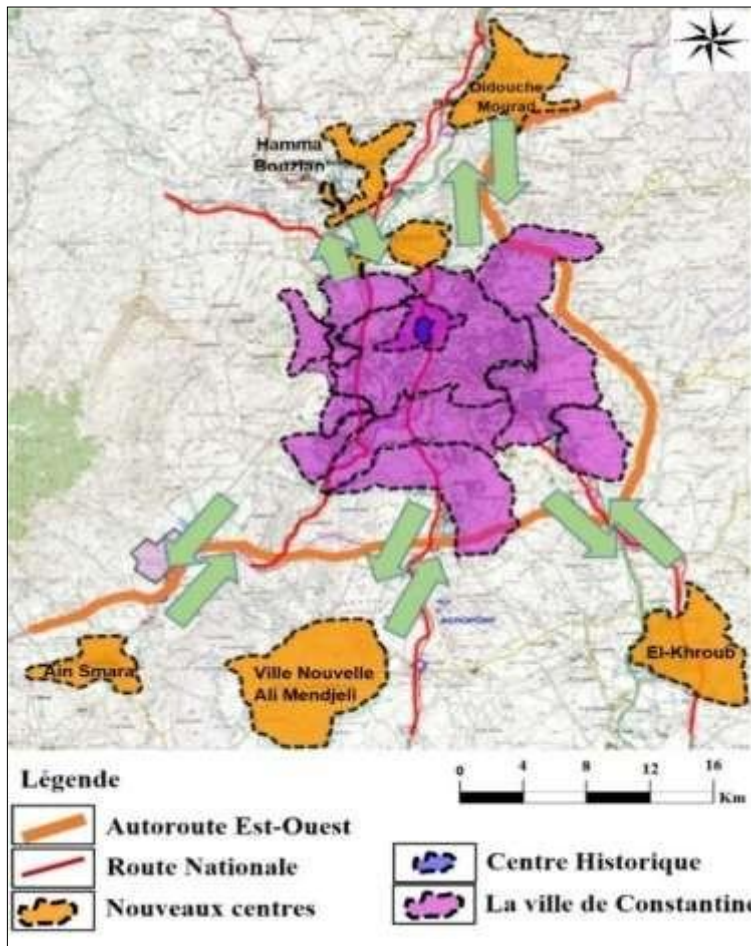 Didouche
Mourad
Hamma
Bouzian
Ain Smara
Ville Nouvelle
Ali Mendjeli
El-Khroub
Légende
0 4 8 12 16
Km
Autoroute Est-Ouest
Route Nationale
Nouveaux centres
Centre Historique
La ville de Constantine